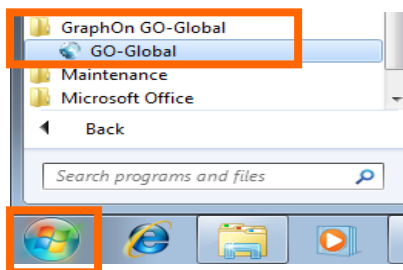 GraphOn GO-Global
GO-Global
Maintenance
Microsoft Office
Back
Search programs and files